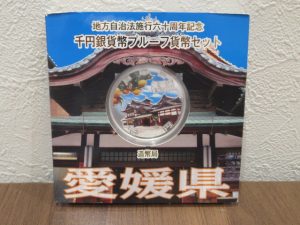 地方自治法施行六十周年記念
千円銀貨幣プルーフ貨幣セット
造幣局
愛媛県